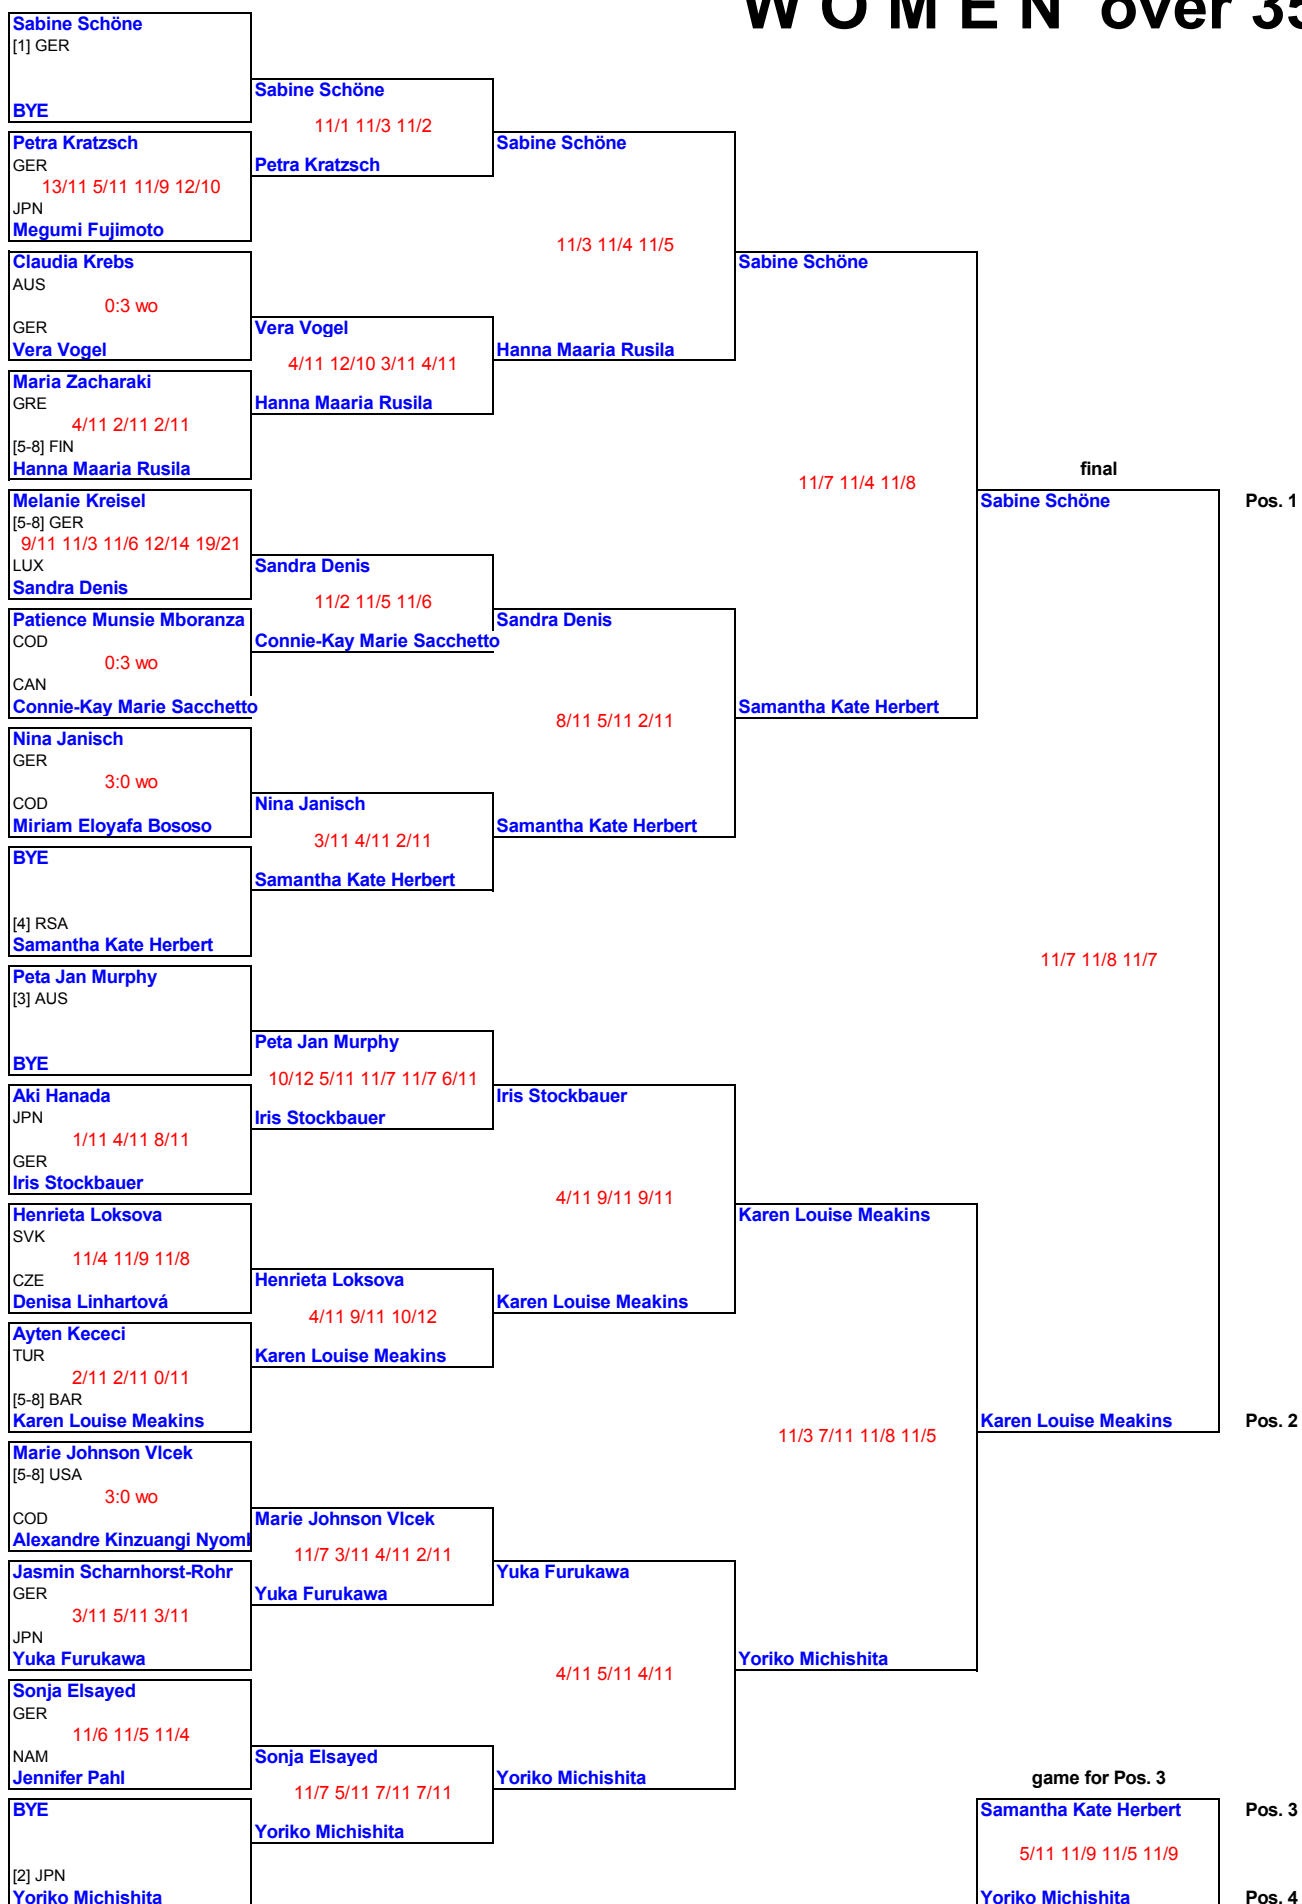 W O M E N over 35
Sabine Schöne
[1] GER
BYE
Petra Kratzsch
GER
13/11 5/11 11/9 12/10
JPN
Megumi Fujimoto
Claudia Krebs
AUS
0:3 wo
GER
Vera Vogel
Maria Zacharaki
GRE
4/11 2/11 2/11
[5-8] FIN
Hanna Maaria Rusila
Melanie Kreisel
[5-8] GER
9/11 11/3 11/6 12/14 19/21
LUX
Sandra Denis
Patience Munsie Mboranza
COD
0:3 wo
CAN
Connie-Kay Marie Sacchetto
Nina Janisch
GER
3:0 wo
COD
Miriam Eloyafa Bososo
BYE
[4] RSA
Samantha Kate Herbert
Peta Jan Murphy
[3] AUS
BYE
Aki Hanada
JPN
1/11 4/11 8/11
GER
Iris Stockbauer
Henrieta Loksova
SVK
11/4 11/9 11/8
CZE
Denisa Linhartová
Ayten Kececi
TUR
2/11 2/11 0/11
[5-8] BAR
Karen Louise Meakins
Marie Johnson Vlcek
[5-8] USA
3:0 wo
COD
Alexandre Kinzuangi
Jasmin Scharnhorst-Rohr
GER
3/11 5/11 3/11
JPN
Yuka Furukawa
Sonja Elsayed
GER
11/6 11/5 11/4
NAM
Jennifer Pahl
BYE
[2] JPN
Yoriko Michishita
Sabine Schöne
11/1 11/3 11/2
Petra Kratzsch
Vera Vogel
4/11 12/10 3/11 4/11
Hanna Maaria Rusila
Sandra Denis
11/2 11/5 11/6
Connie-Kay Marie Sacchetto
Nina Janisch
3/11 4/11 2/11
Samantha Kate Herbert
Peta Jan Murphy
10/12 5/11 11/7 11/7 6/11
Iris Stockbauer
Henrieta Loksova
4/11 9/11 10/12
Karen Louise Meakins
Marie Johnson Vlcek
11/7 3/11 4/11 2/11
Yuka Furukawa
Sonja Elsayed
11/7 5/11 7/11 7/11
Yoriko Michishita
Sabine Schöne
11/3 11/4 11/5
Hanna Maaria Rusila
Sandra Denis
8/11 5/11 2/11
Samantha Kate Herbert
Iris Stockbauer
4/11 9/11 9/11
Karen Louise Meakins
Yuka Furukawa
4/11 5/11 4/11
Yoriko Michishita
Sabine Schöne
11/7 11/4 11/8
Samantha Kate Herbert
Karen Louise Meakins
11/3 7/11 11/8 11/5
Yoriko Michishita
final
Sabine Schöne Pos. 1
11/7 11/8 11/7
Karen Louise Meakins Pos. 2
game for Pos. 3
Samantha Kate Herbert Pos. 3
5/11 11/9 11/5 11/9
Yoriko Michishita Pos. 4